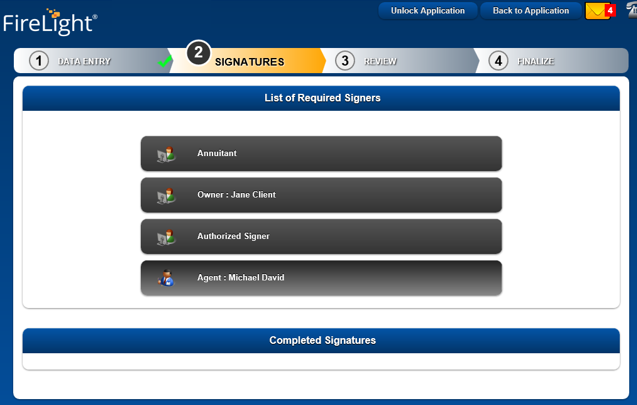 Unlock Application
Back to Application
4
FireLight®
1 DATA ENTRY
2 SIGNATURES
3 REVIEW
4 FINALIZE
List of Required Signers
Annuitant
Owner : Jane Client
Authorized Signer
Agent : Michael David
Completed Signatures